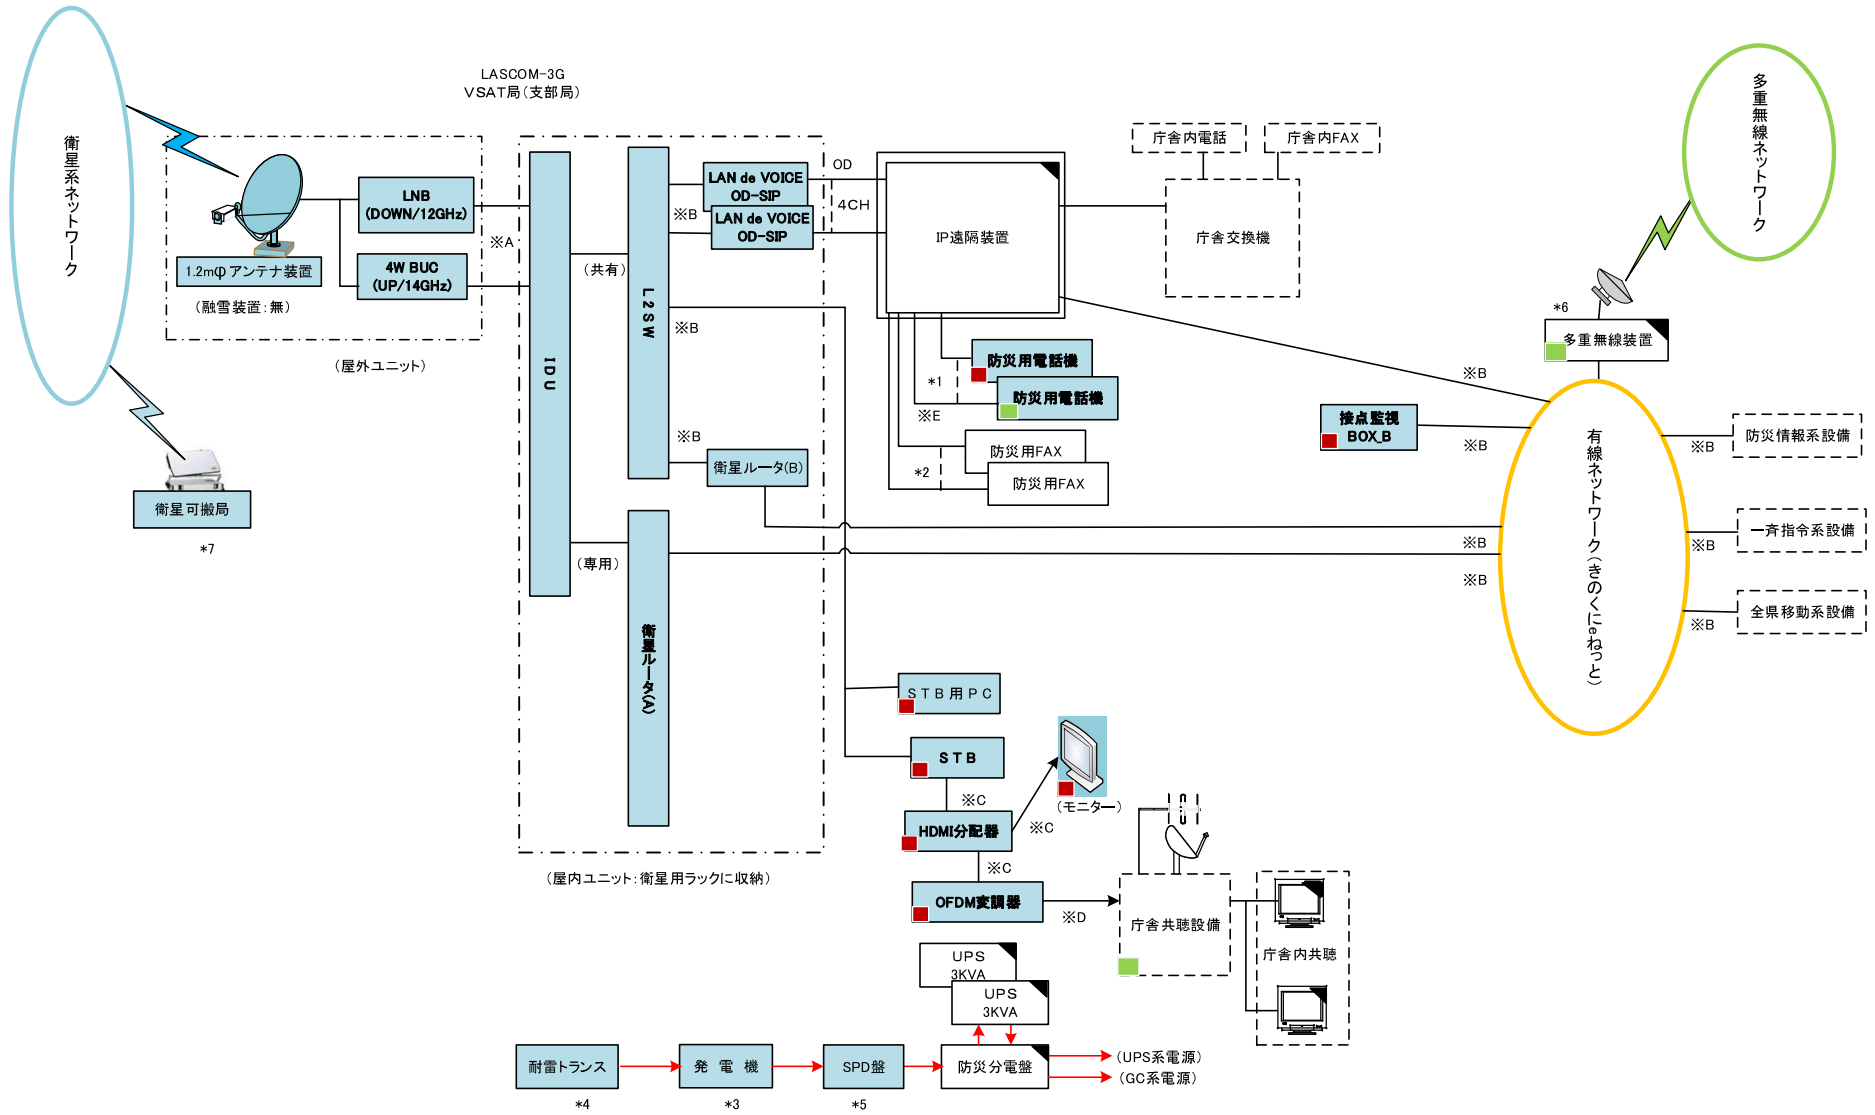 LASCOM-3G
VSAT局(支部局)
衛星系ネットワーク
LNB
(DOWN/12GHz)
4W BUC
(UP/14GHz)
1.2mφ アンテナ装置
(融雪装置:無)
(屋外ユニット)
※A
衛星可搬局
*7
IDU
(共有)
(専用)
L2SW
衛星ルータ(A)
LAN de VOICE
OD-SIP
LAN de VOICE
OD-SIP
※B
※B
※B
衛星ルータ(B)
(屋内ユニット:衛星用ラックに収納)
OD
4CH
IP遠隔装置
庁舎内電話
庁舎内FAX
庁舎交換機
防災用電話機
防災用電話機
*1
※E
防災用FAX
防災用FAX
*2
多重無線ネットワーク
*6
多重無線装置
※B
接点監視
BOX_B
※B
※B
※B
有線ネットワーク(きのくにeねっと)
防災情報系設備
※B
一斉指令系設備
※B
全県移動系設備
※B
STB用PC
STB
※C
HDMI分配器
※C
(モニター)
※C
OFDM変調器
※D
庁舎共聴設備
庁舎内共聴
UPS
3KVA
UPS
3KVA
耐雷トランス
*4
発電機
*3
SPD盤
*5
防災分電盤
(UPS系電源)
(GC系電源)